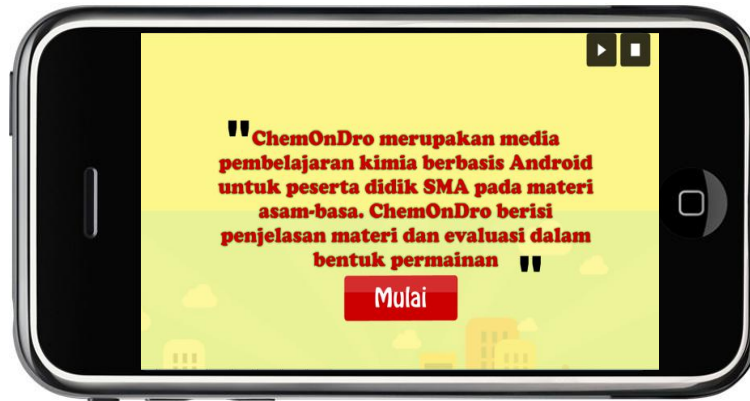 "ChemOnDro merupakan media
pembelajaran kimia berbasis Android
untuk peserta didik SMA pada materi
asam-basa. ChemOnDro berisi
penjelasan materi dan evaluasi dalam
bentuk permainan "
Mulai